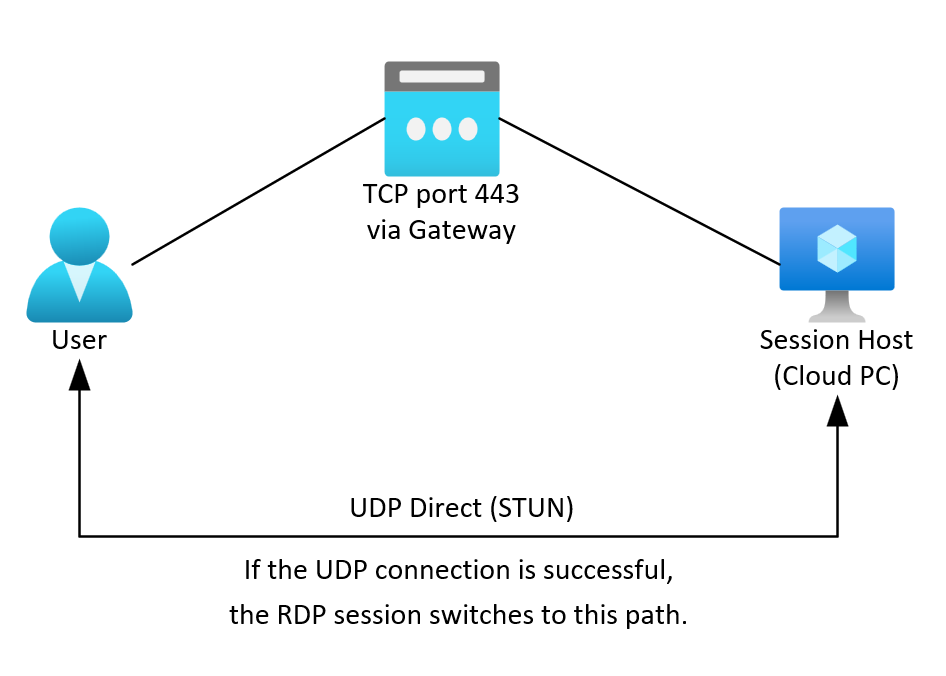 TCP port 443
via Gateway
User
Session Host
(Cloud PC)
UDP Direct (STUN)
If the UDP connection is successful,
the RDP session switches to this path.